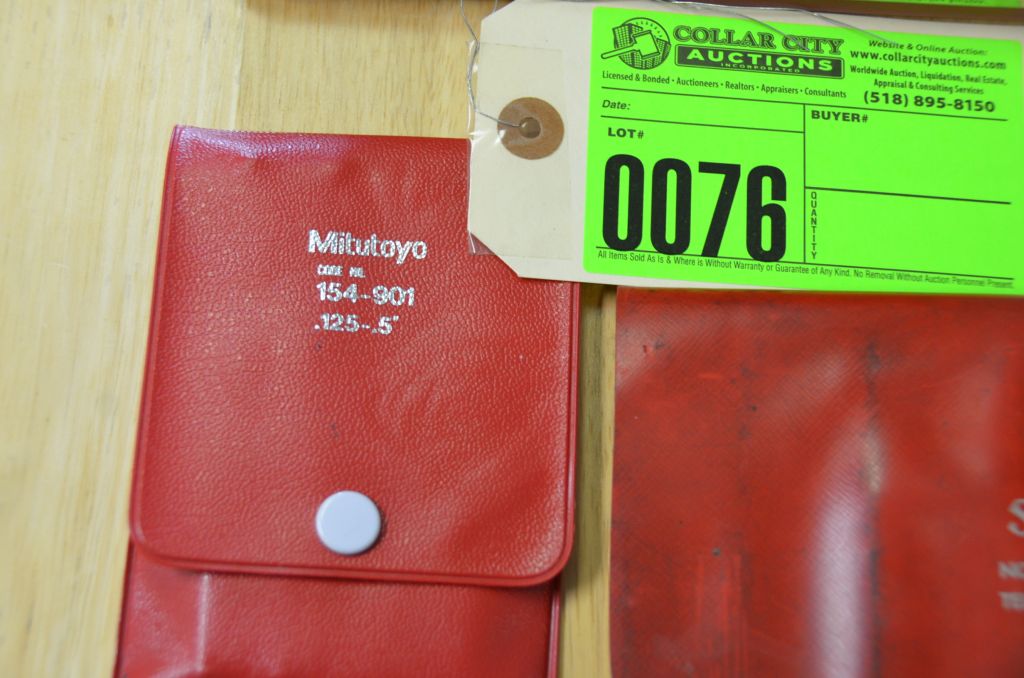 COLLAR CITY
AUCTIONS
INCORPORATED
Licensed & Bonded • Auctioneers • Realtors • Appraisers • Consultants
Website & Online Auction:
www.collarcityauctions.com
Worldwide Auction, Liquidation, Real Estate,
Appraisal & Consulting Services
(518) 895-8150
Date:
BUYER#
LOT#
0076
QUANTITY
All Items Sold As Is & Where is Without Warranty or Guarantee of Any Kind. No Removal Without Auction Personnel Present.
Mitutoyo
CODE NO.
154-901
.125-.5"
S